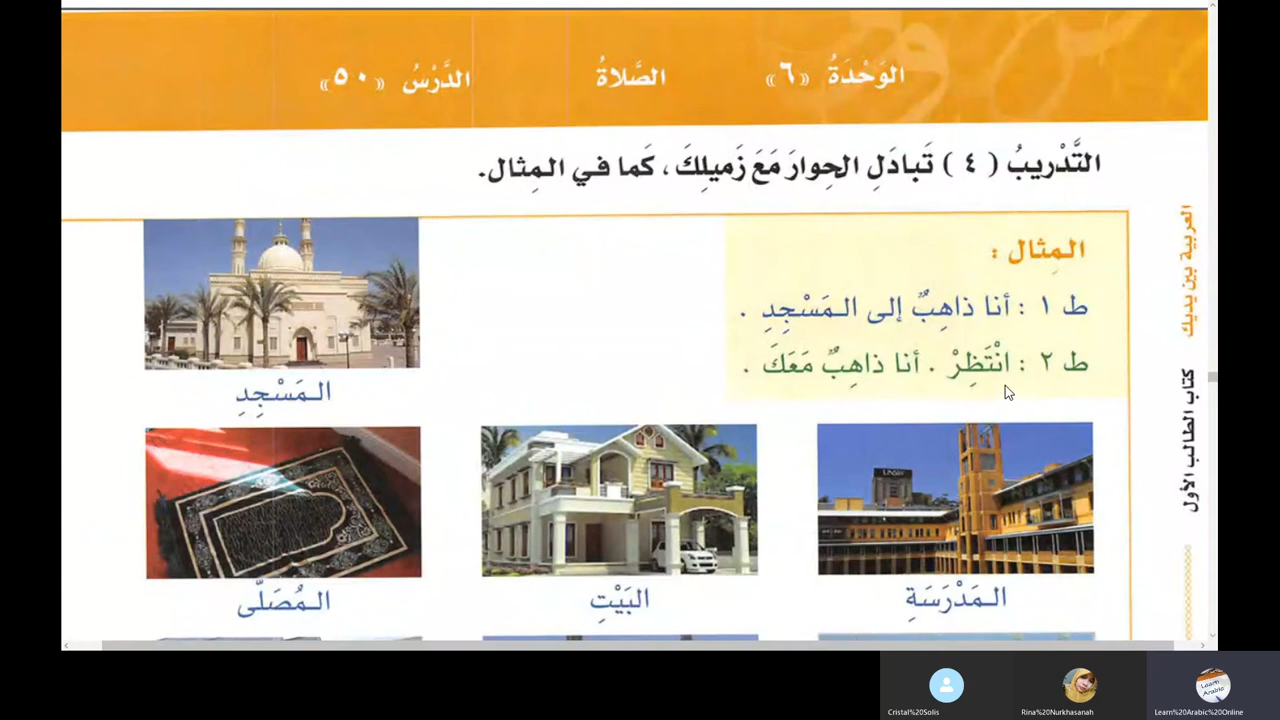 الوَحْدَةُ «٦» الصَّلاةُ الدَّرْسُ «٥٠»
التَّدْريبُ (٤) تَبادَلِ الحِوارَ مَعَ زَميلِكَ، كَما في المِثال.
المِثال :
ط ١ : أنا ذاهِبٌ إلى المَسْجِدِ .
ط ٢ : انْتَظِرْ . أنا ذاهِبٌ مَعَكَ .
المَسْجِدِ
المَدْرَسَةِ
البَيْتِ
المُصَلّى
العربية بين يديك
كتاب الطالب الأول
Cristal%20Solis
Rina%20Nurkhasanah
Learn%20Arabic%20Online
Learn
Arabic